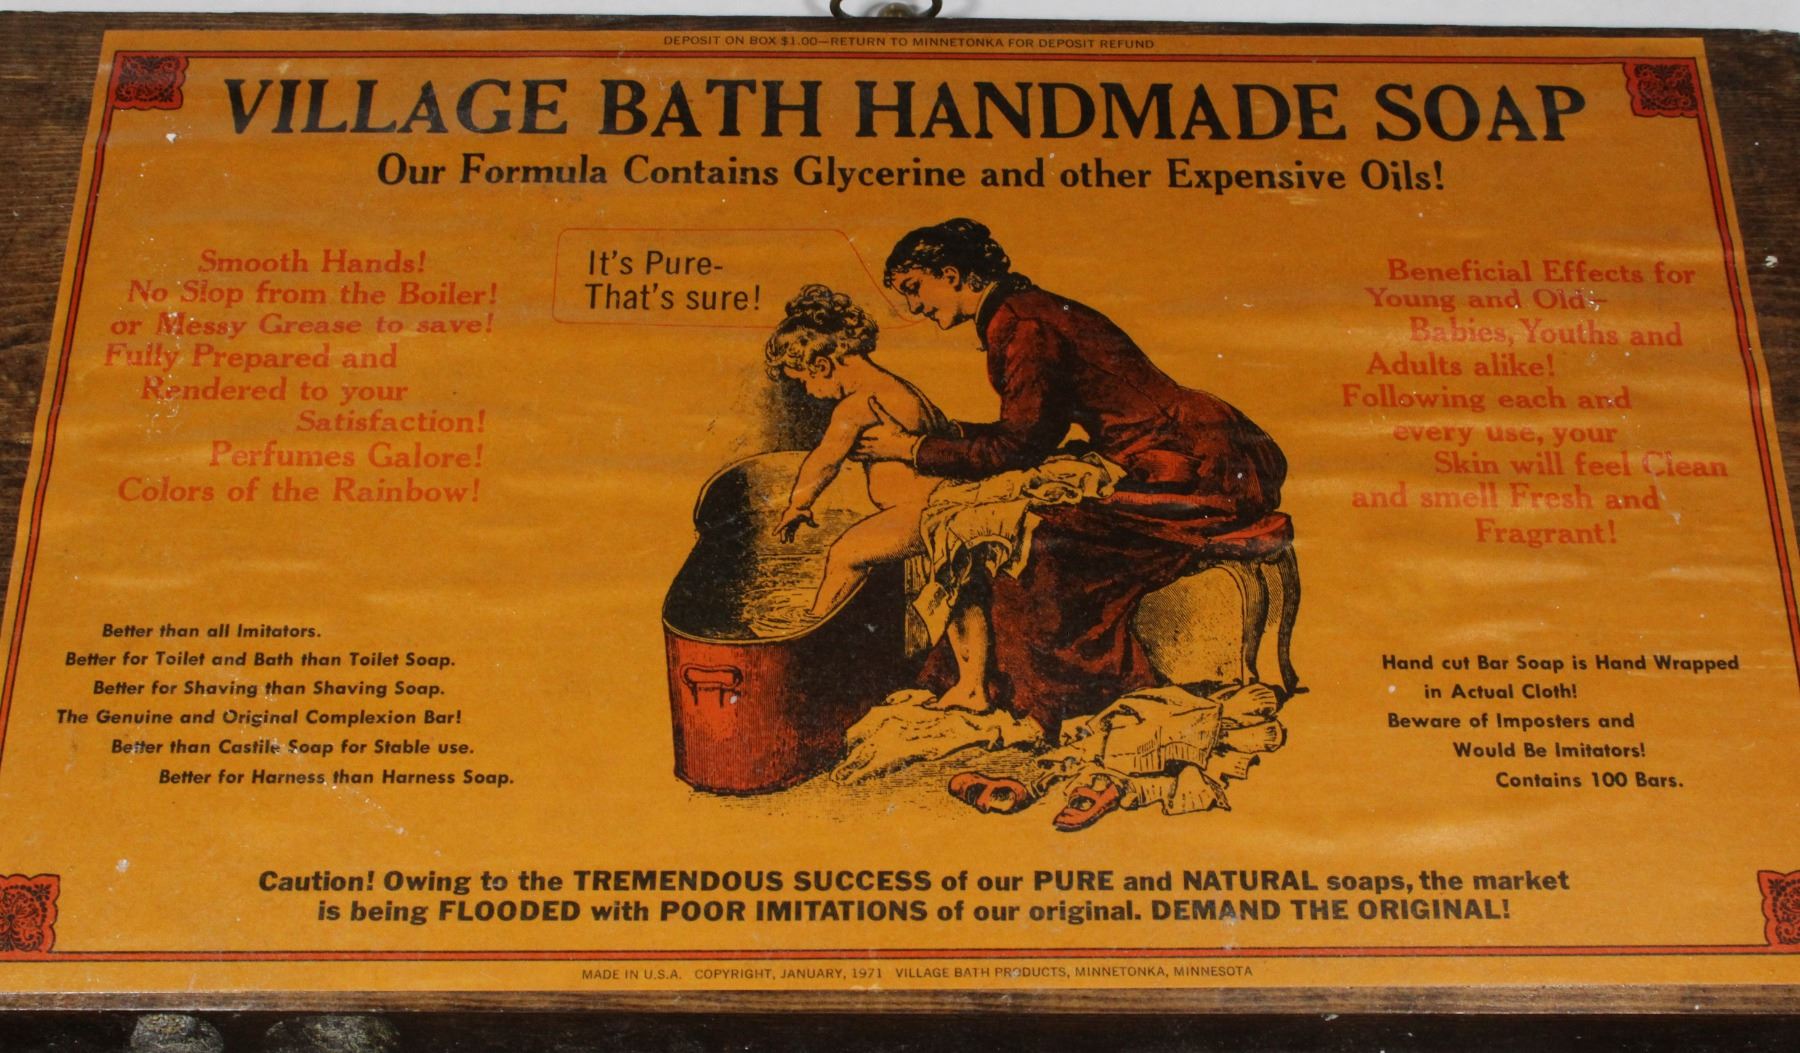 DEPOSIT ON BOX $1.00—RETURN TO MINNETONKA FOR DEPOSIT REFUND
VILLAGE BATH HANDMADE SOAP
Our Formula Contains Glycerine and other Expensive Oils!
Smooth Hands!
No Slop from the Boiler!
or Messy Grease to save!
Fully Prepared and
Rendered to your
Satisfaction!
Perfumes Galore!
Colors of the Rainbow!
It's Pure-
That's sure!
Beneficial Effects for
Young and Old—
Babies, Youths and
Adults alike!
Following each and
every use, your
Skin will feel Clean
and smell Fresh and
Fragrant!
Better than all Imitators.
Better for Toilet and Bath than Toilet Soap.
Better for Shaving than Shaving Soap.
The Genuine and Original Complexion Bar!
Better than Castile Soap for Stable use.
Better for Harness than Harness Soap.
Hand cut Bar Soap is Hand Wrapped
in Actual Cloth!
Beware of Imposters and
Would Be Imitators!
Contains 100 Bars.
Caution! Owing to the TREMENDOUS SUCCESS of our PURE and NATURAL soaps, the market
is being FLOODED with POOR IMITATIONS of our original. DEMAND THE ORIGINAL!
MADE IN U.S.A. COPYRIGHT, JANUARY, 1971 VILLAGE BATH PRODUCTS, MINNETONKA, MINNESOTA